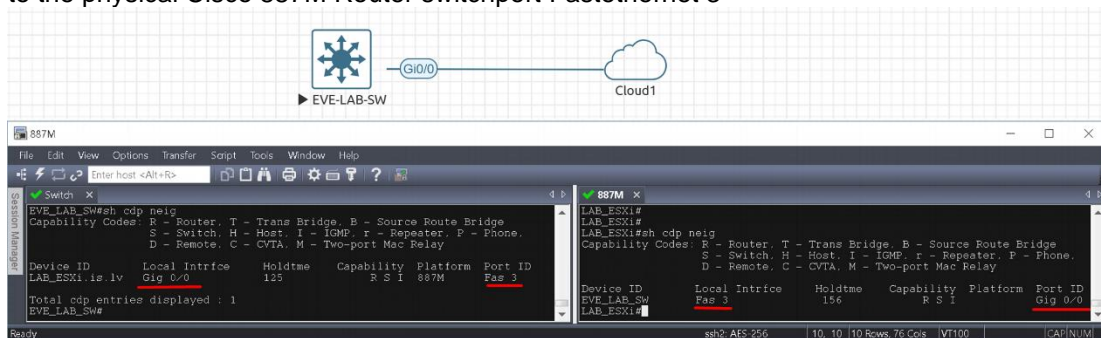 to the physical Cisco 887M Router switchport Fastethernet 3
Gi0/0
EVE-LAB-SW
Cloud1
887M
File Edit View Options Transfer Script Tools Window Help
Enter host <Alt+R>
Session Manager
Switch
EVE_LAB_SW#sh cdp neig
Capability Codes: R - Router, T - Trans Bridge, B - Source Route Bridge
S - Switch, H - Host, I - IGMP, r - Repeater, P - Phone,
D - Remote, C - CVTA, M - Two-port Mac Relay
Device ID Local Intrfce Holdtme Capability Platform Port ID
LAB_ESXi.is.lv Gig 0/0 125 R S I 887M Fas 3
Total cdp entries displayed : 1
EVE_LAB_SW#
887M
LAB_ESXi#
LAB_ESXi#
LAB_ESXi#sh cdp neig
Capability Codes: R - Router, T - Trans Bridge, B - Source Route Bridge
S - Switch, H - Host, I - IGMP, r - Repeater, P - Phone,
D - Remote, C - CVTA, M - Two-port Mac Relay
Device ID Local Intrfce Holdtme Capability Platform Port ID
EVE_LAB_SW Fas 3 156 R S I Gig 0/0
LAB_ESXi#
Ready
ssh2: AES-256 10, 10 10 Rows, 76 Cols VT100 CAP NUM